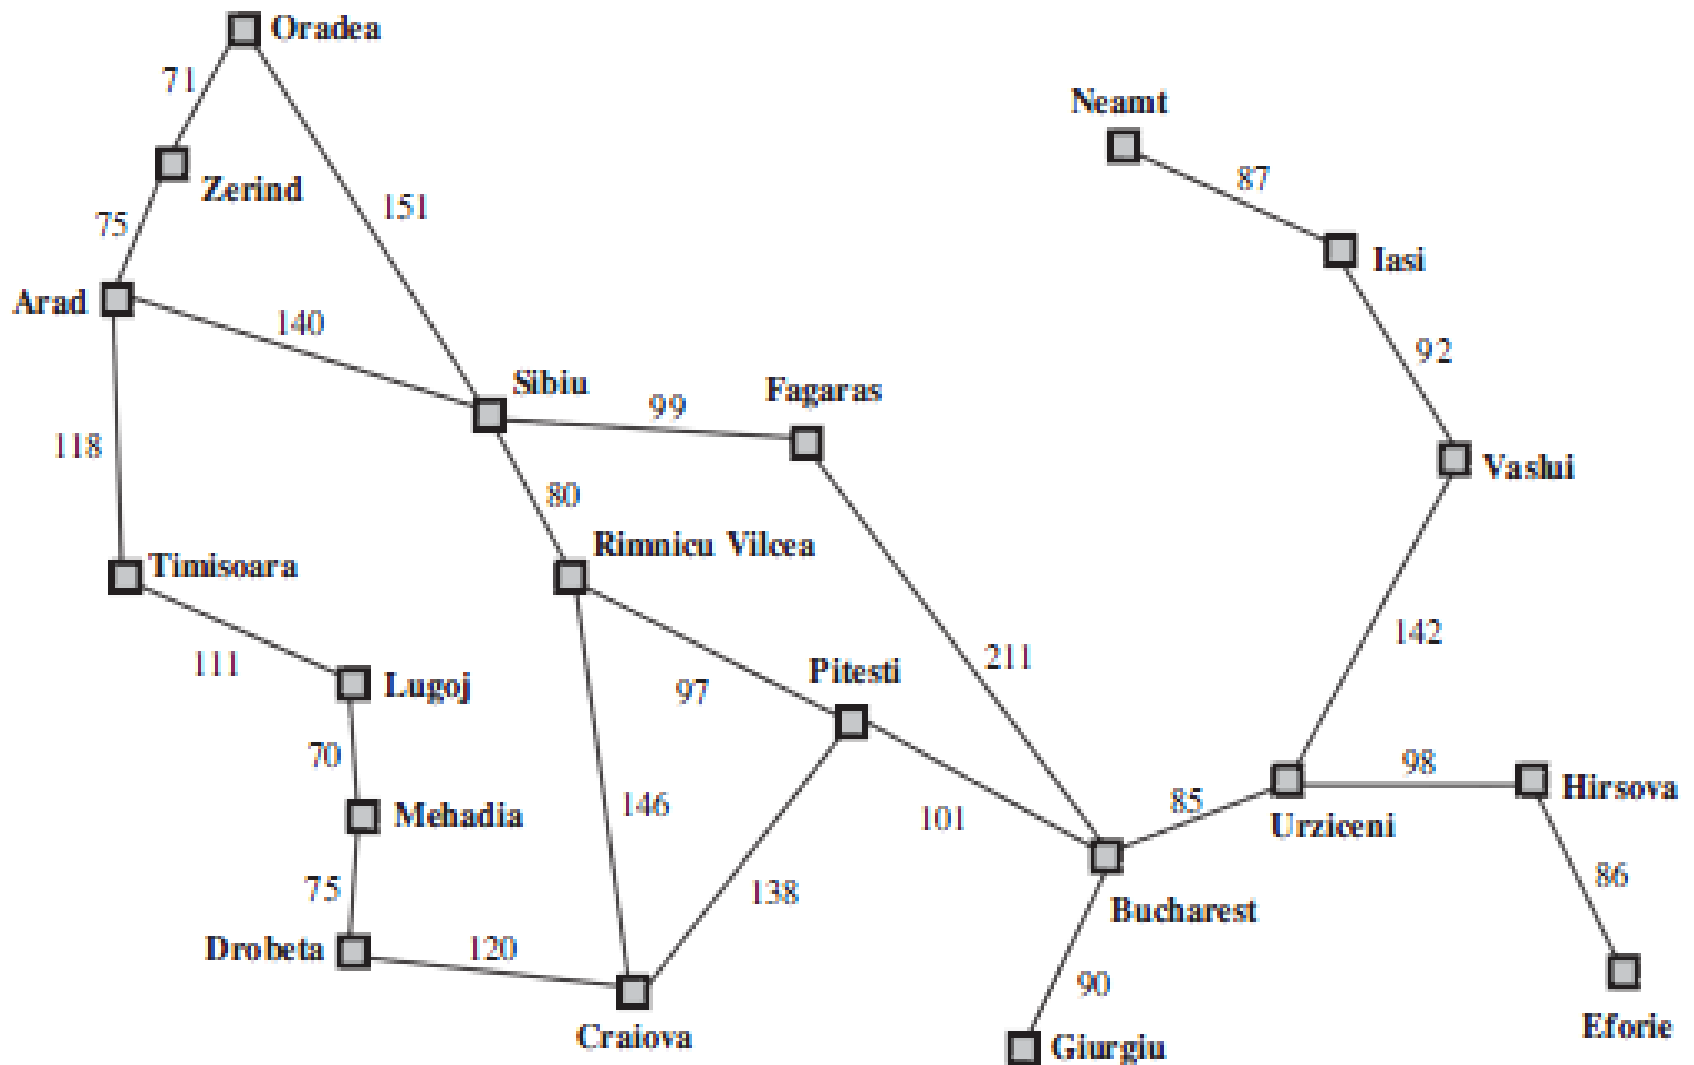 Oradea
71
Neamt
87
Zerind
151
75
Iasi
Arad
140
92
Sibiu
Fagaras
99
118
Vaslui
80
Rimnicu Vilcea
Timisoara
142
111
211
Pitesti
Lugoj
97
70
98
Hirsova
146
85
Mehadia
101
Urziceni
86
75
138
Bucharest
Drobeta
120
90
Eforie
Craiova
Giurgiu